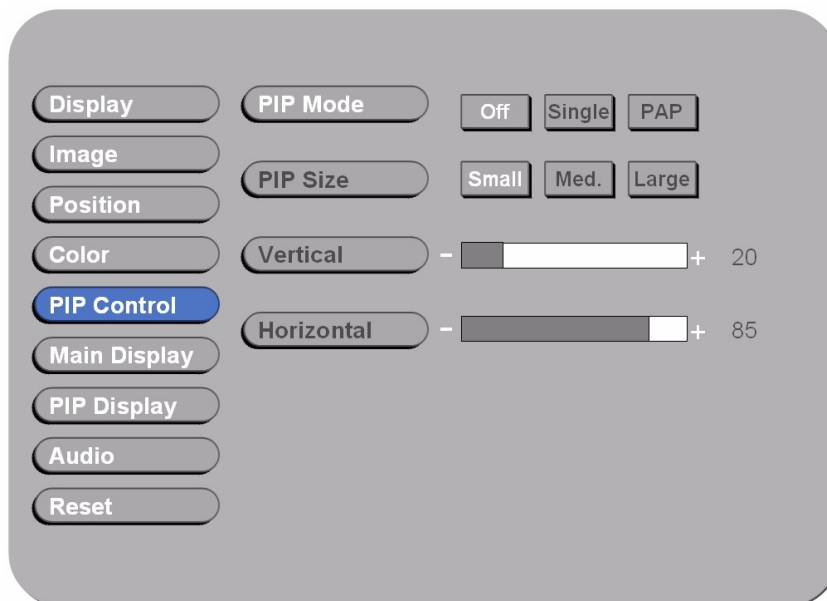 Display
Image
Position
Color
PIP Control
Main Display
PIP Display
Audio
Reset
PIP Mode Off Single PAP
PIP Size Small Med. Large
Vertical - + 20
Horizontal - + 85